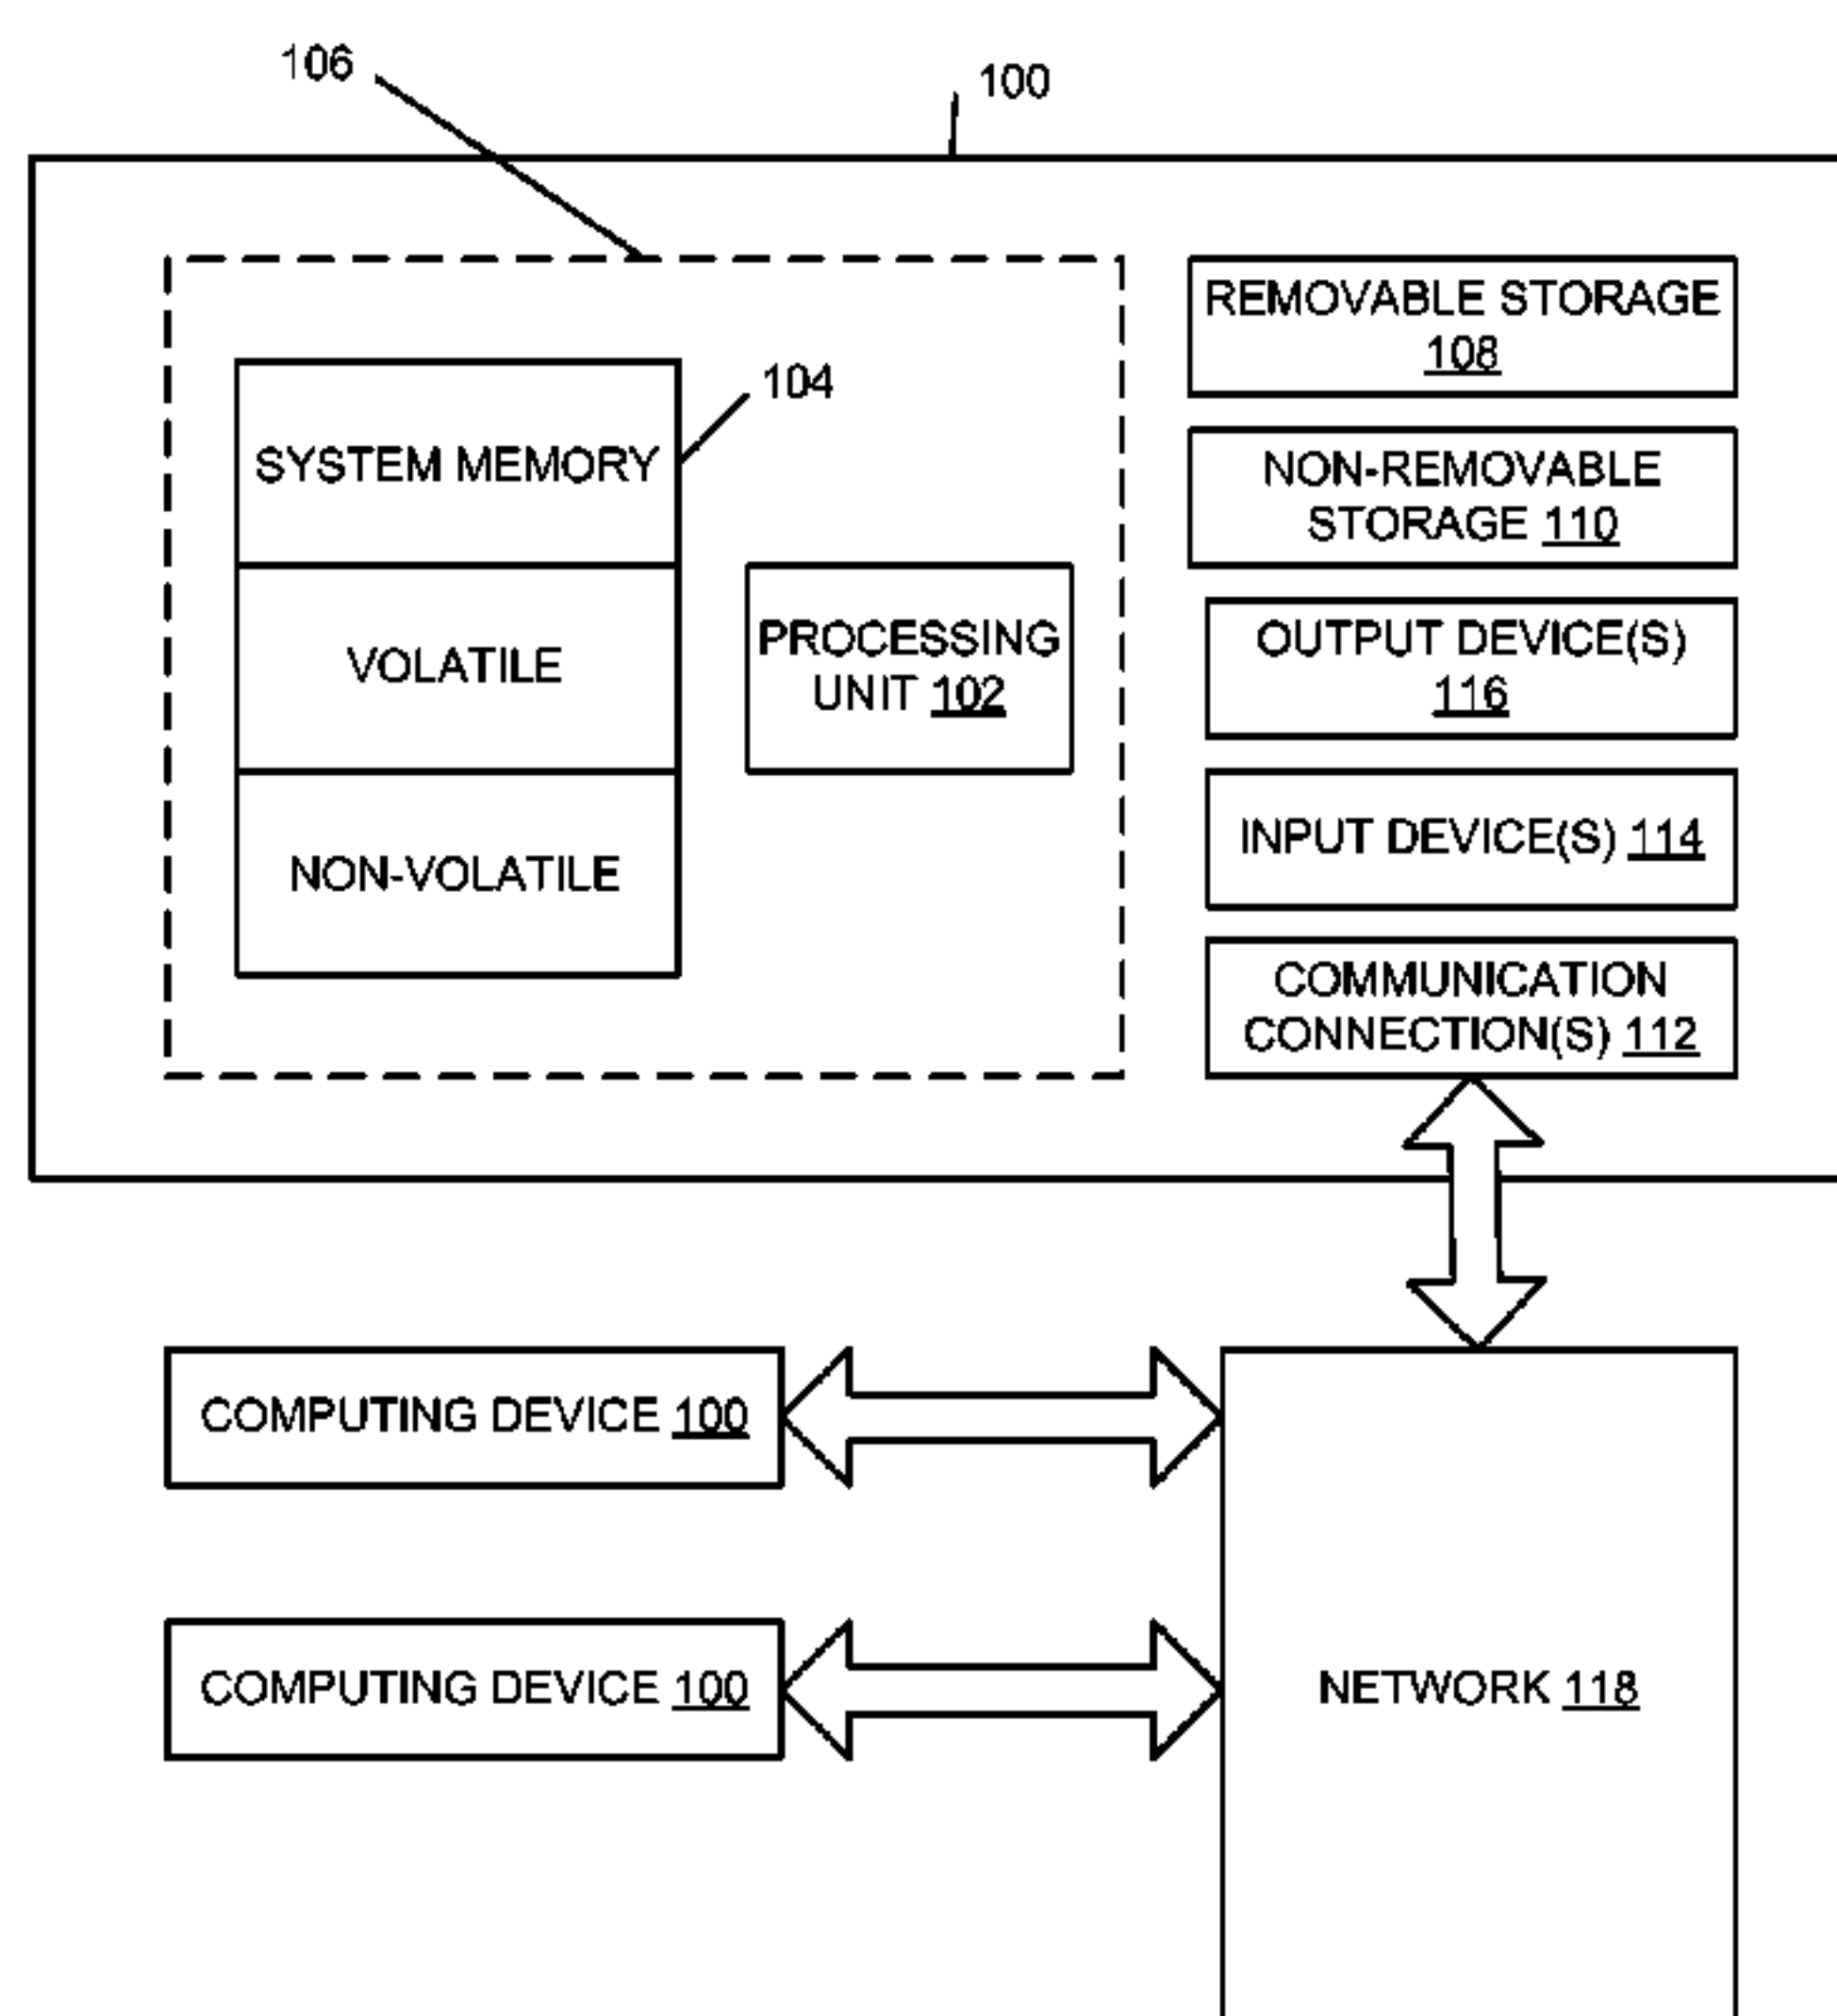 106
100
REMOVABLE STORAGE
108
104
SYSTEM MEMORY
NON-REMOVABLE
STORAGE 110
VOLATILE
PROCESSING
UNIT 102
OUTPUT DEVICE(S)
116
NON-VOLATILE
INPUT DEVICE(S) 114
COMMUNICATION
CONNECTION(S) 112
COMPUTING DEVICE 100
COMPUTING DEVICE 100
NETWORK 118